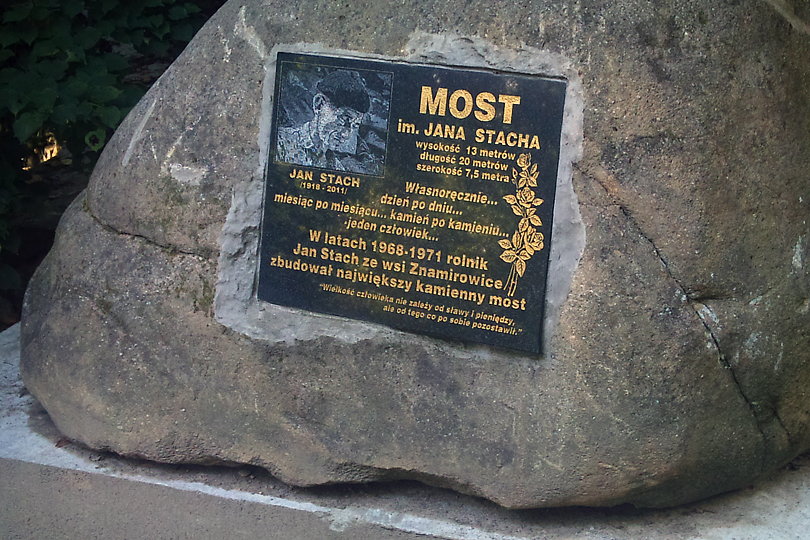 MOST
im. JANA STACHA
wysokość 13 metrów
długość 20 metrów
szerokość 7,5 metra
JAN STACH
/1918 - 2011/
Własnoręcznie...
dzień po dniu...
miesiąc po miesiącu... kamień po kamieniu...
-jeden człowiek...
W latach 1968-1971 rolnik
Jan Stach ze wsi Znamirowice
zbudował największy kamienny most
"Wielkość człowieka nie zależy od sławy i pieniędzy,
ale od tego co po sobie pozostawił."